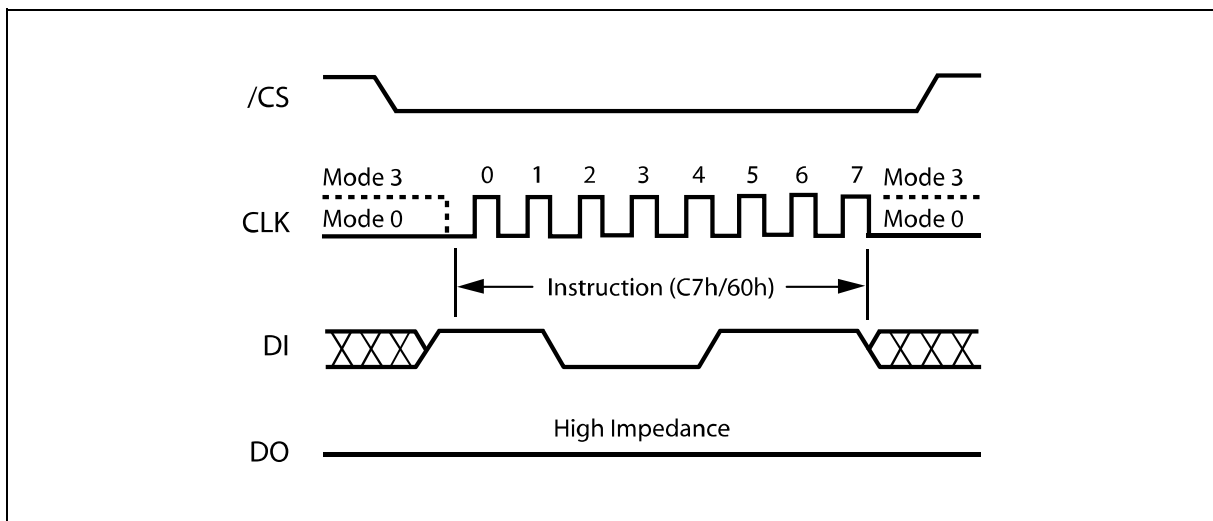 /CS
Mode 3 0 1 2 3 4 5 6 7 Mode 3
CLK Mode 0 Mode 0
Instruction (C7h/60h)
DI
High Impedance
DO